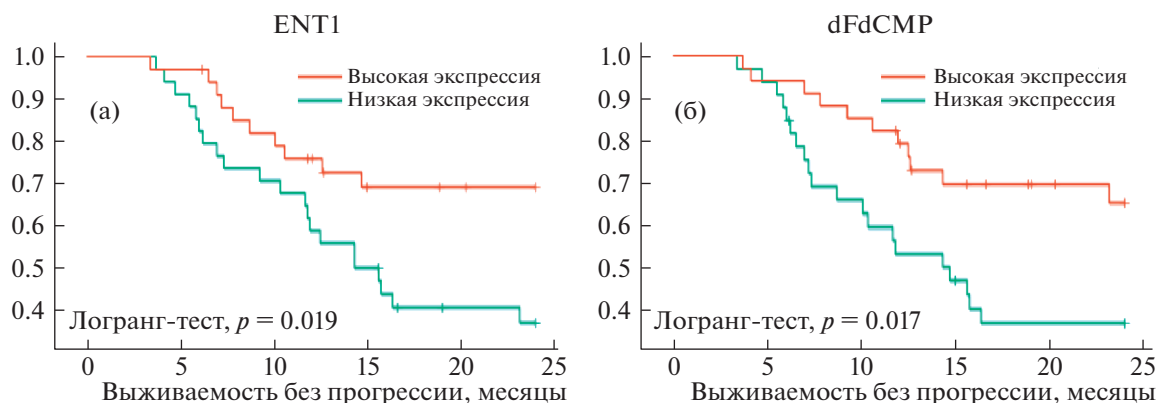 ENT1
1.0
0.9
0.8
0.7
0.6
0.5
0.4
(а)
Высокая экспрессия
Низкая экспрессия
Логранг-тест, p = 0.019
0 5 10 15 20 25
Выживаемость без прогрессии, месяцы
dFdCMP
1.0
0.9
0.8
0.7
0.6
0.5
0.4
(б)
Высокая экспрессия
Низкая экспрессия
Логранг-тест, p = 0.017
0 5 10 15 20 25
Выживаемость без прогрессии, месяцы